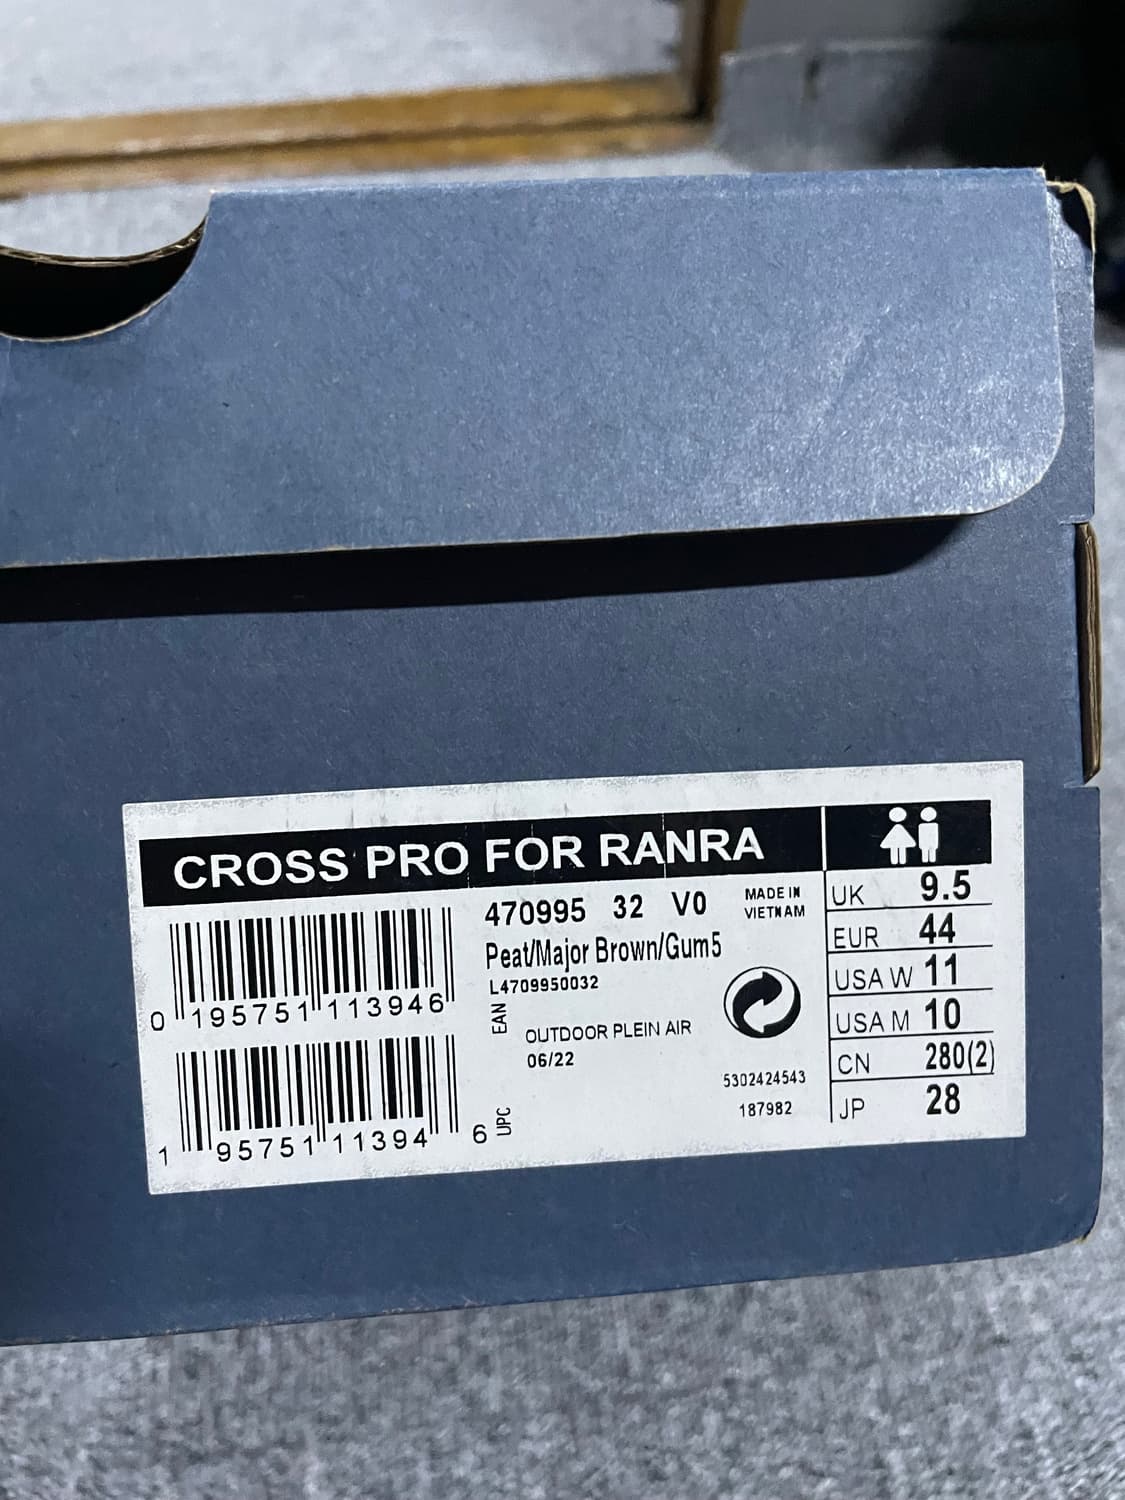 CROSS PRO FOR RANRA
470995 32 V0
MADE IN
VIETNAM
Peat/Major Brown/Gum5
L4709950032
0 195751 113946
EAN
OUTDOOR PLEIN AIR
06/22
5302424543
187982
1 95751 11394 6
UPC
UK 9.5
EUR 44
USA W 11
USA M 10
CN 280(2)
JP 28